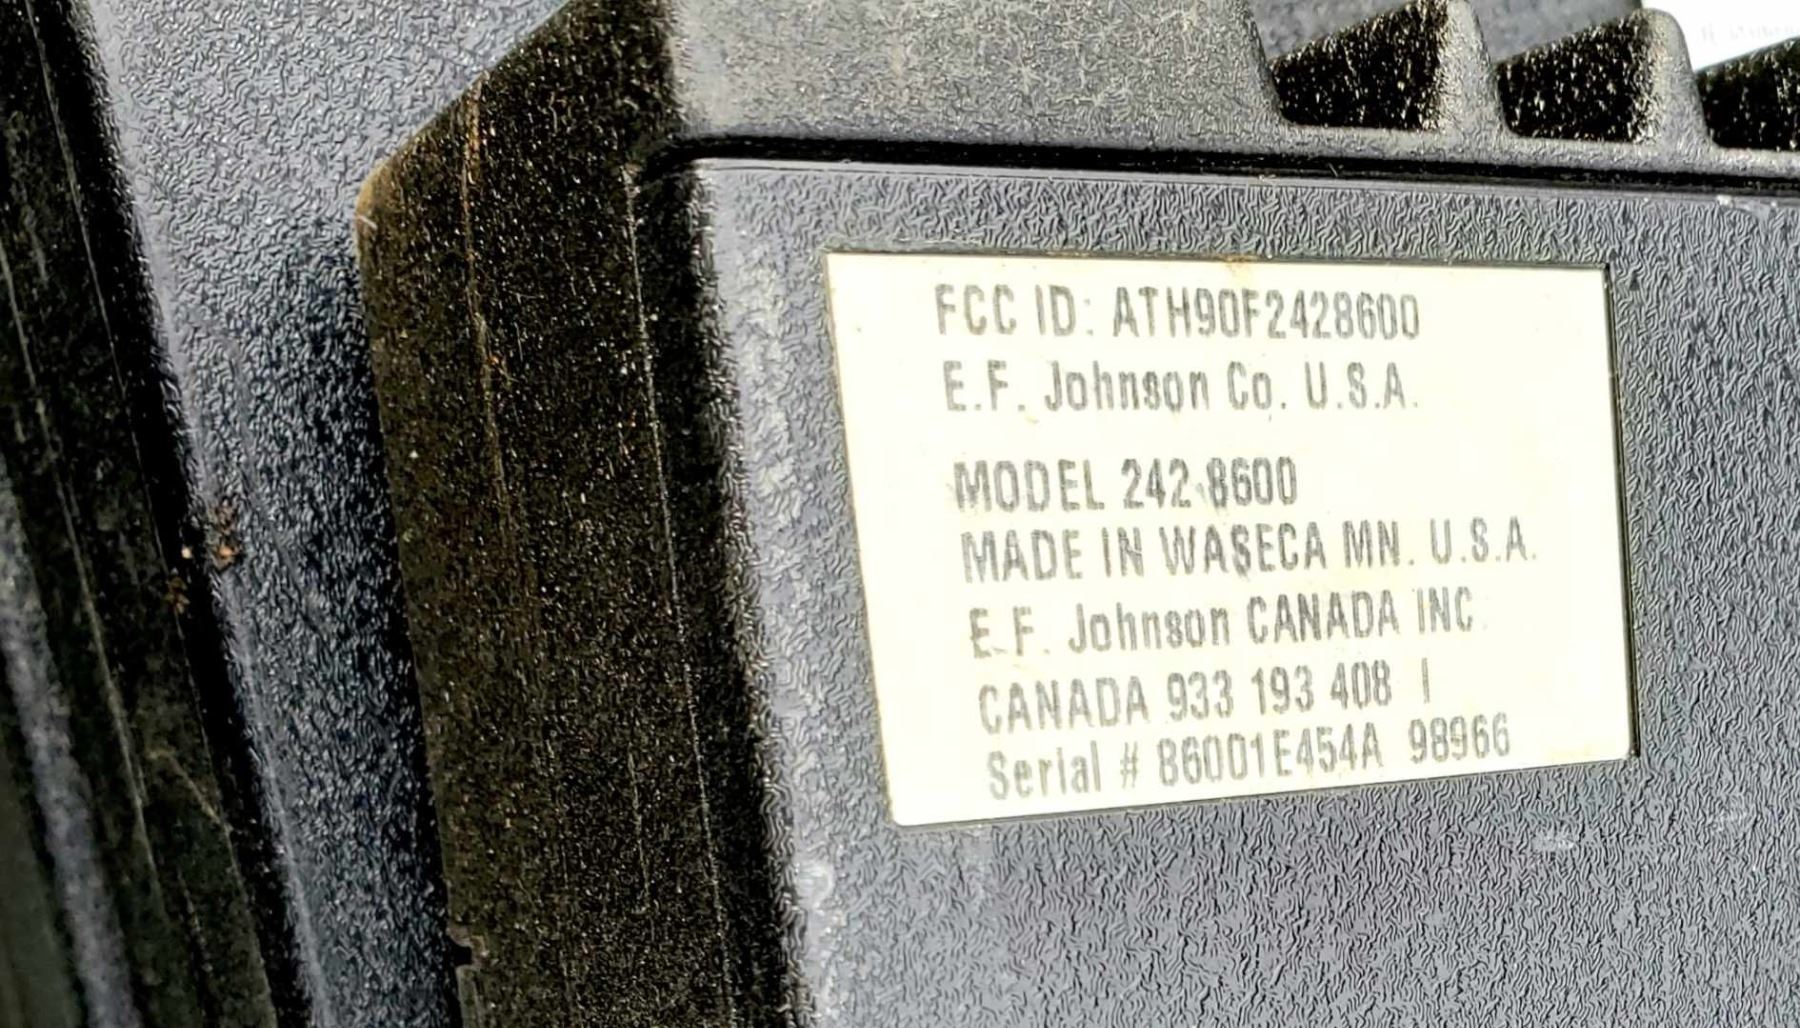 FCC ID: ATH90F2428600
E.F. Johnson Co. U.S.A.
MODEL 242-8600
MADE IN WASECA MN. U.S.A.
E.F. Johnson CANADA INC
CANADA 933 193 408 I
Serial # 86001E454A 98966